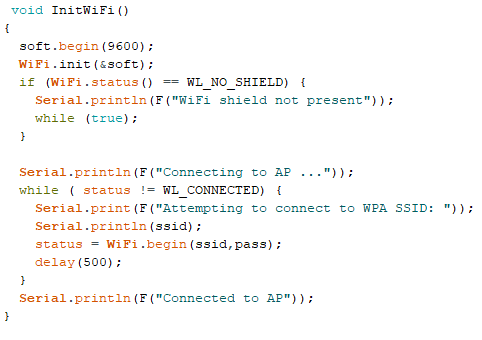 void InitWiFi()
{
  soft.begin(9600);
  WiFi.init(&soft);
  if (WiFi.status() == WL_NO_SHIELD) {
    Serial.println(F("WiFi shield not present"));
    while (true);
  }

  Serial.println(F("Connecting to AP ..."));
  while ( status != WL_CONNECTED) {
    Serial.print(F("Attempting to connect to WPA SSID: "));
    Serial.println(ssid);
    status = WiFi.begin(ssid,pass);
    delay(500);
  }
  Serial.println(F("Connected to AP"));
}